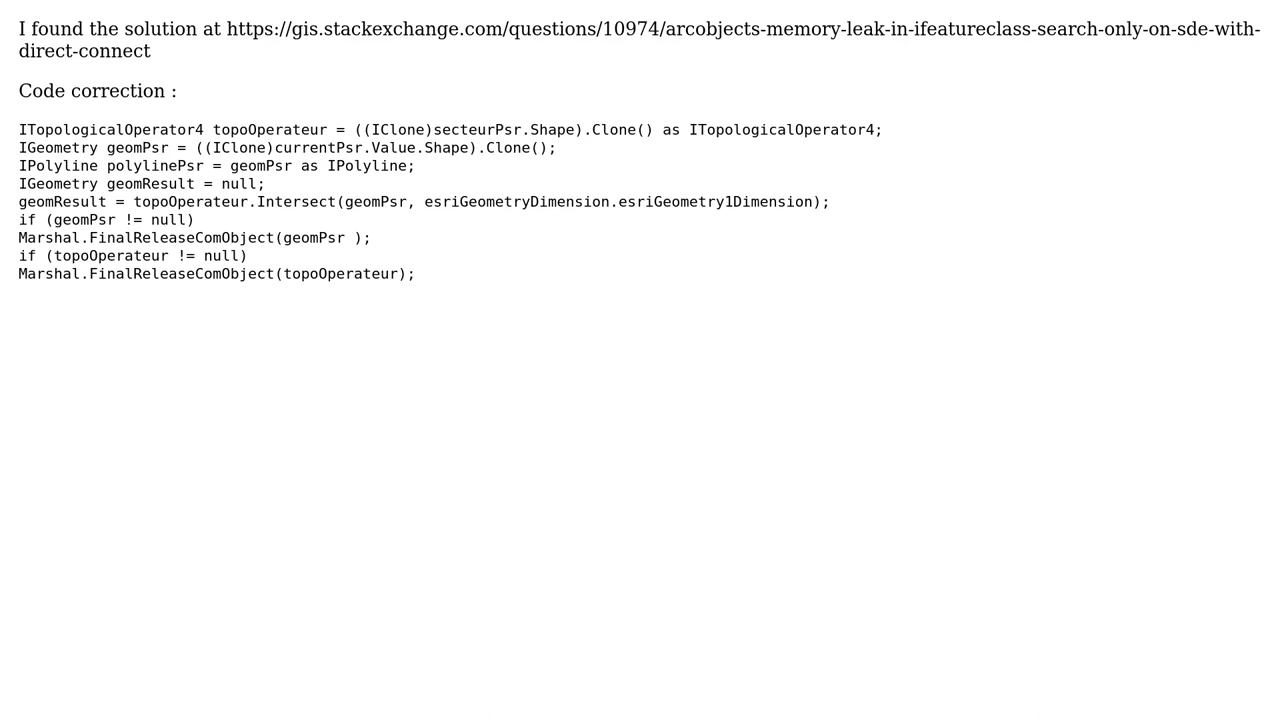 I found the solution at https://gis.stackexchange.com/questions/10974/arcobjects-memory-leak-in-ifeatureclass-search-only-on-sde-with-
direct-connect
Code correction :
ITopologicalOperator4 topoOperateur = ((IClone)secteurPsr.Shape).Clone() as ITopologicalOperator4;
IGeometry geomPsr = ((IClone)currentPsr.Value.Shape).Clone();
IPolyline polylinePsr = geomPsr as IPolyline;
IGeometry geomResult = null;
geomResult = topoOperateur.Intersect(geomPsr, esriGeometryDimension.esriGeometry1Dimension);
if (geomPsr != null)
Marshal.FinalReleaseComObject(geomPsr );
if (topoOperateur != null)
Marshal.FinalReleaseComObject(topoOperateur);